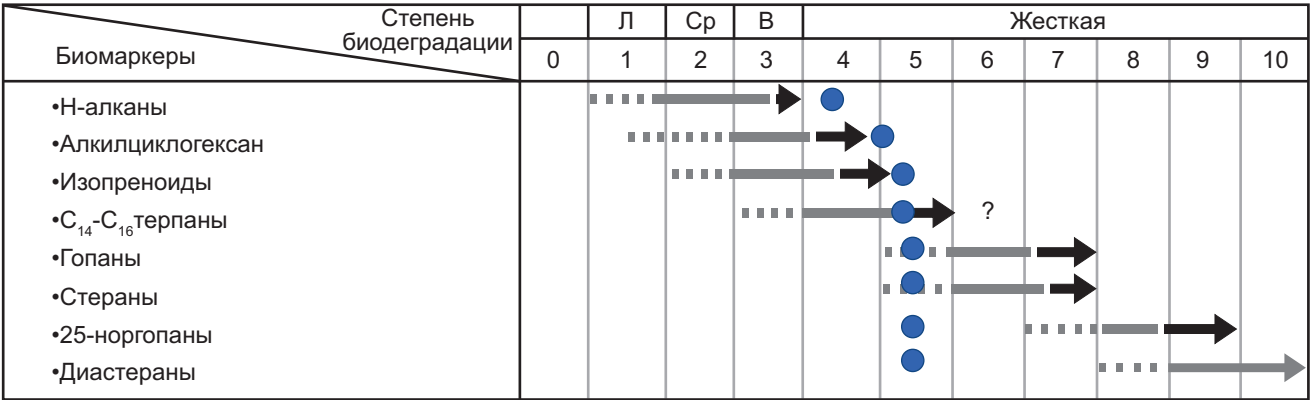 Степень
биодеградации
Биомаркеры
Л Ср В Жесткая
0 1 2 3 4 5 6 7 8 9 10
•Н-алканы
•Алкилциклогексан
•Изопреноиды
•C₁₄-C₁₆терпаны ?
•Гопаны
•Стераны
•25-норгопаны
•Диастераны